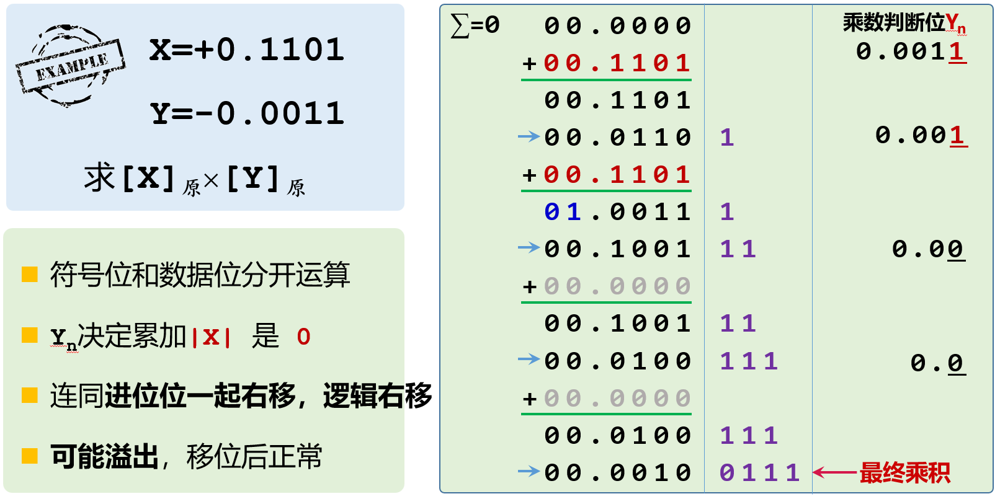 EXAMPLE
X=+0.1101
Y=-0.0011
求[X]原×[Y]原
符号位和数据位分开运算
Yn决定累加|X| 是 0
连同进位位一起右移，逻辑右移
可能溢出，移位后正常
∑=0 00.0000 乘数判断位Yn
+00.1101 0.0011
00.1101
→00.0110 1 0.001
+00.1101
01.0011 1
→00.1001 11 0.00
+00.0000
00.1001 11
→00.0100 111 0.0
+00.0000
00.0100 111
→00.0010 0111 ←最终乘积